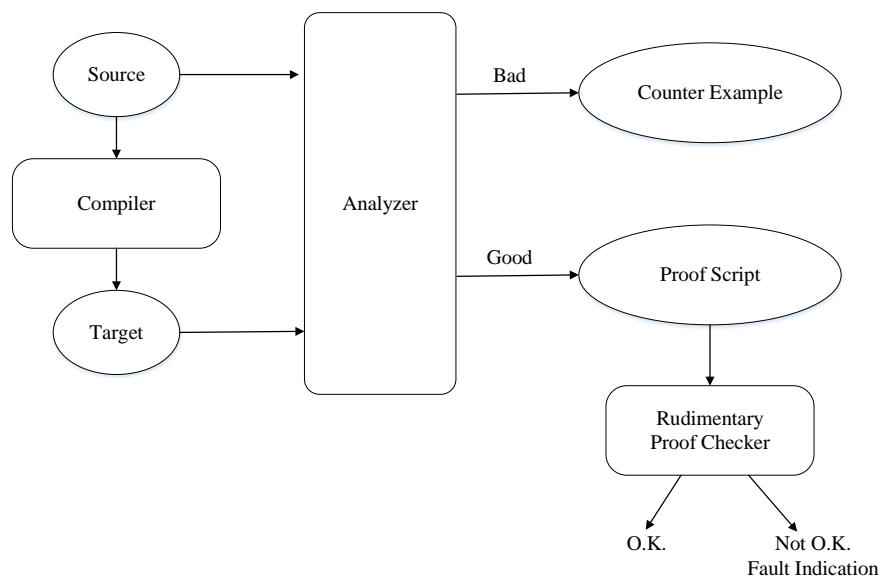 Source
Bad
Counter Example
Compiler
Analyzer
Good
Proof Script
Target
Rudimentary
Proof Checker
O.K.
Not O.K.
Fault Indication